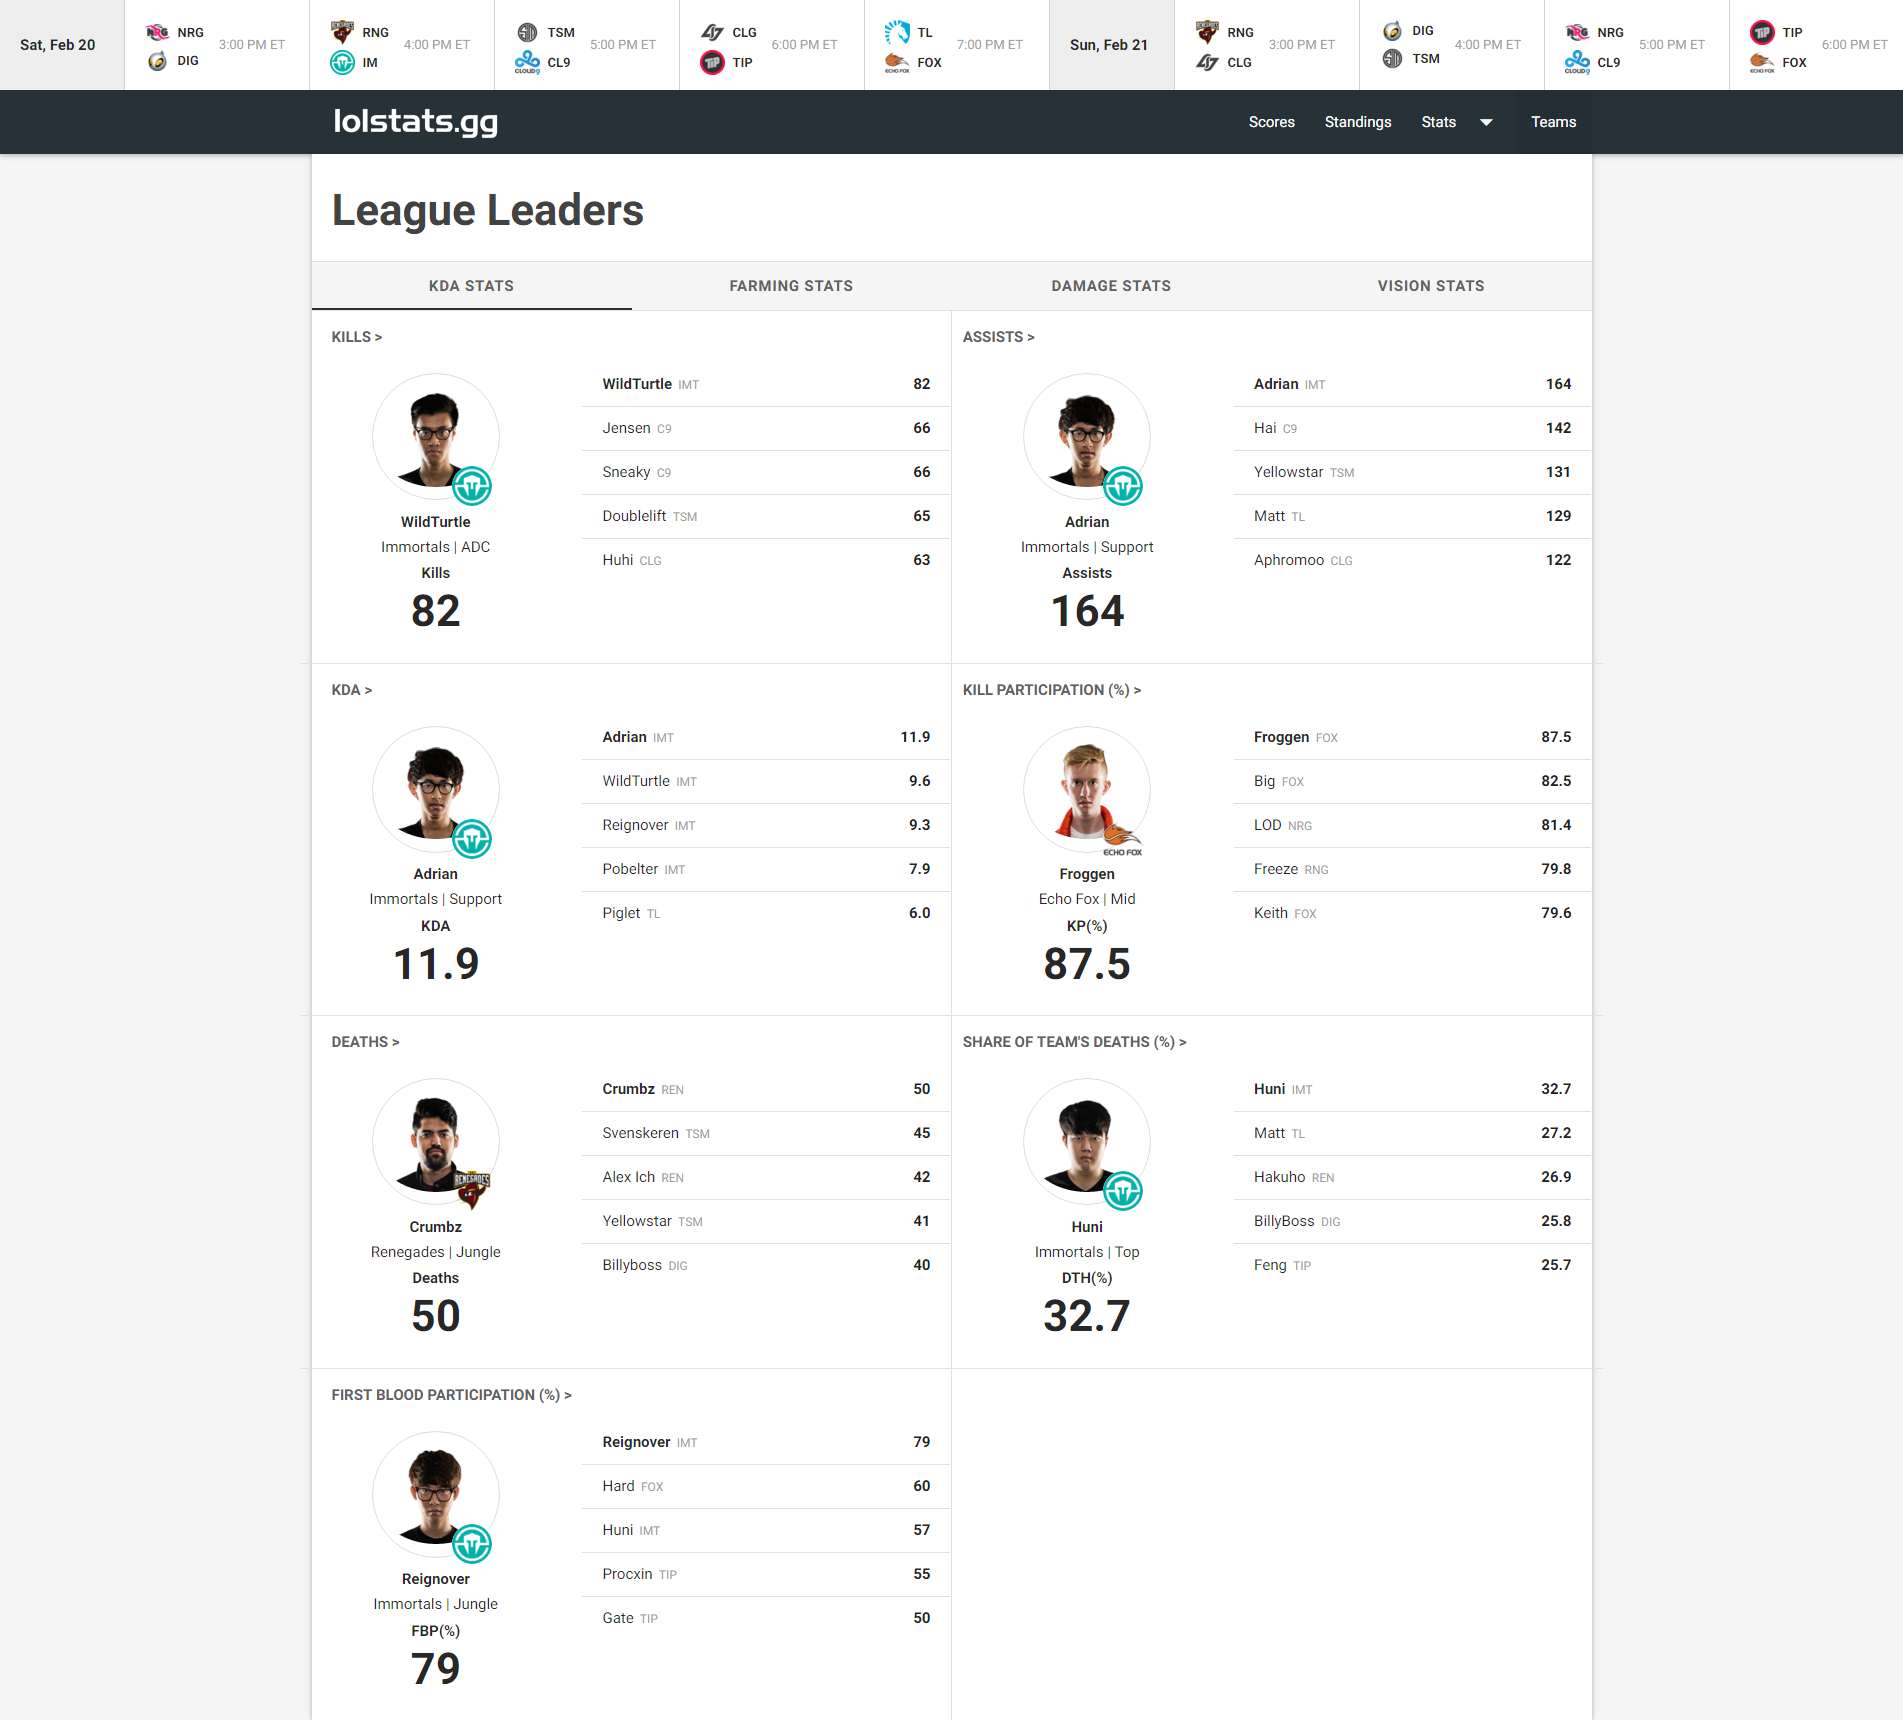 Sat, Feb 20
NRG
DIG
3:00 PM ET
RNG
IM
4:00 PM ET
TSM
CL9
5:00 PM ET
CLG
TIP
6:00 PM ET
TL
FOX
7:00 PM ET
Sun, Feb 21
RNG
CLG
3:00 PM ET
DIG
TSM
4:00 PM ET
NRG
CL9
5:00 PM ET
TIP
FOX
6:00 PM ET
lolstats.gg
Scores
Standings
Stats
Teams
League Leaders
KDA STATS
FARMING STATS
DAMAGE STATS
VISION STATS
KILLS >
WildTurtle
Immortals | ADC
Kills
82
WildTurtle IMT 82
Jensen C9 66
Sneaky C9 66
Doublelift TSM 65
Huhi CLG 63
ASSISTS >
Adrian
Immortals | Support
Assists
164
Adrian IMT 164
Hai C9 142
Yellowstar TSM 131
Matt TL 129
Aphromoo CLG 122
KDA >
Adrian
Immortals | Support
KDA
11.9
Adrian IMT 11.9
WildTurtle IMT 9.6
Reignover IMT 9.3
Pobelter IMT 7.9
Piglet TL 6.0
KILL PARTICIPATION (%) >
ECHO FOX
Froggen
Echo Fox | Mid
KP(%)
87.5
Froggen FOX 87.5
Big FOX 82.5
LOD NRG 81.4
Freeze RNG 79.8
Keith FOX 79.6
DEATHS >
RENEGADES
Crumbz
Renegades | Jungle
Deaths
50
Crumbz REN 50
Svenskeren TSM 45
Alex Ich REN 42
Yellowstar TSM 41
Billyboss DIG 40
SHARE OF TEAM'S DEATHS (%) >
Huni
Immortals | Top
DTH(%)
32.7
Huni IMT 32.7
Matt TL 27.2
Hakuho REN 26.9
BillyBoss DIG 25.8
Feng TIP 25.7
FIRST BLOOD PARTICIPATION (%) >
Reignover
Immortals | Jungle
FBP(%)
79
Reignover IMT 79
Hard FOX 60
Huni IMT 57
Procxin TIP 55
Gate TIP 50